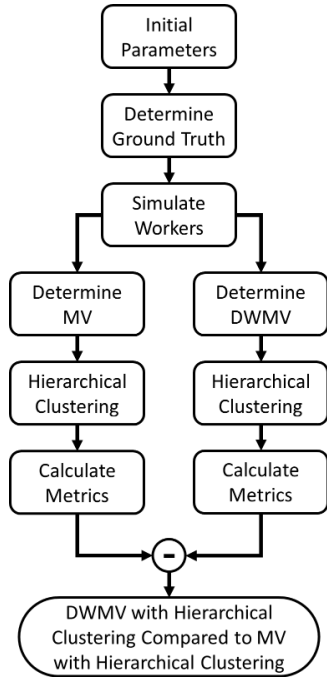 Initial
Parameters
Determine
Ground Truth
Simulate
Workers
Determine
MV
Determine
DWMV
Hierarchical
Clustering
Hierarchical
Clustering
Calculate
Metrics
Calculate
Metrics
-
DWMV with Hierarchical
Clustering Compared to MV
with Hierarchical Clustering